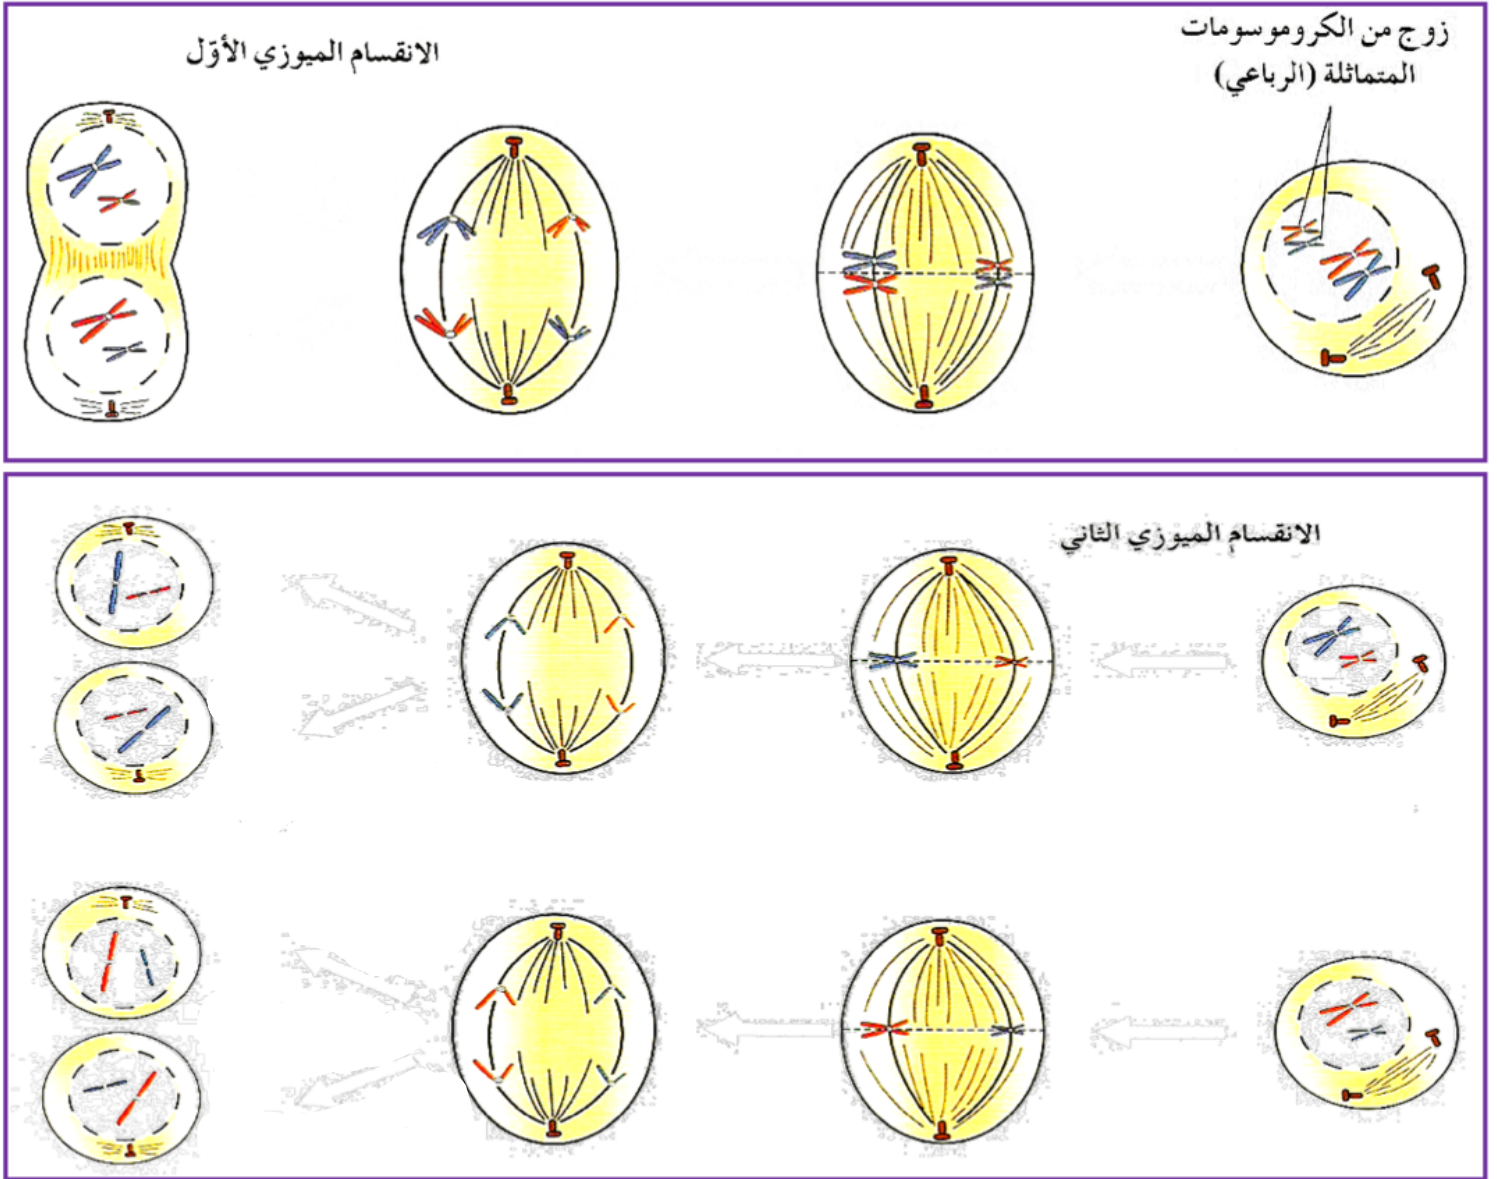 زوج من الكروموسومات
المتماثلة (الرباعي)
الانقسام الميوزي الأوّل
الانقسام الميوزي الثاني